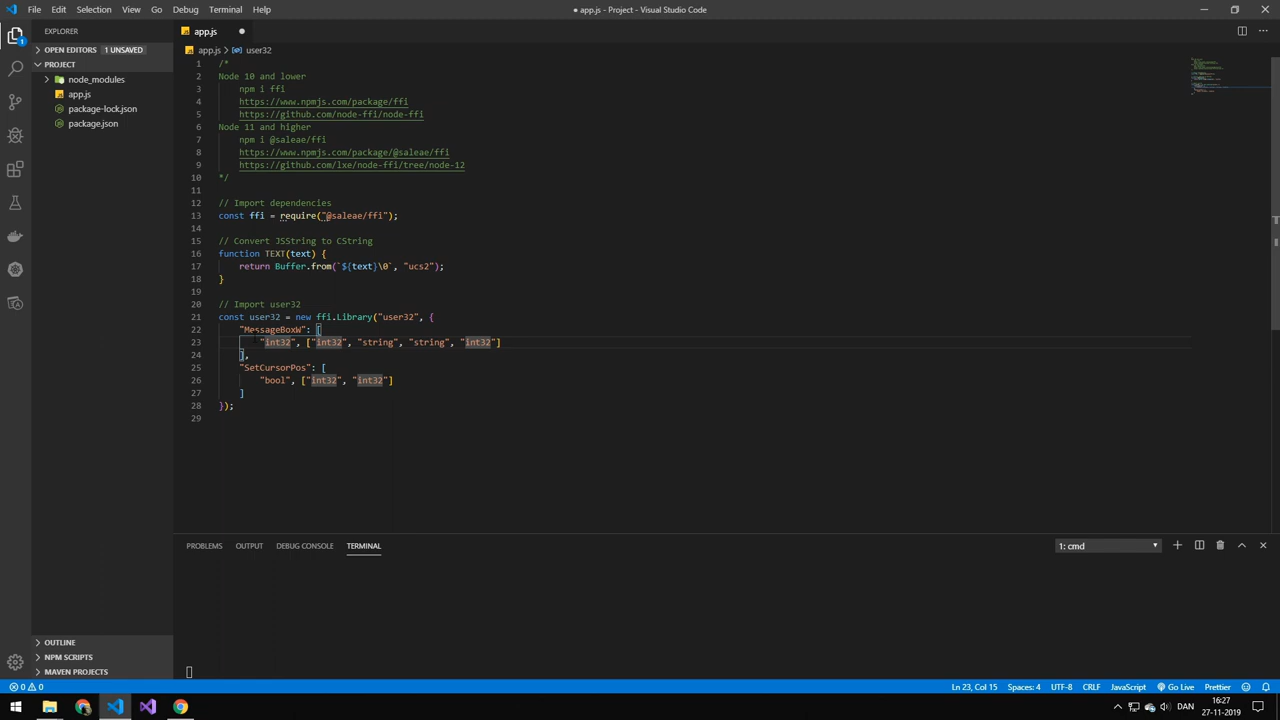 File Edit Selection View Go Debug Terminal Help
● app.js - Project - Visual Studio Code
EXPLORER
OPEN EDITORS 1 UNSAVED
PROJECT
node_modules
app.js
package-lock.json
package.json
OUTLINE
NPM SCRIPTS
MAVEN PROJECTS
app.js ●
app.js > user32
1 /*
2 Node 10 and lower
3 npm i ffi
4 https://www.npmjs.com/package/ffi
5 https://github.com/node-ffi/node-ffi
6 Node 11 and higher
7 npm i @saleae/ffi
8 https://www.npmjs.com/package/@saleae/ffi
9 https://github.com/lxe/node-ffi/tree/node-12
10 */
11
12 // Import dependencies
13 const ffi = require("@saleae/ffi");
14
15 // Convert JSString to CString
16 function TEXT(text) {
17 return Buffer.from(`${text}\0`, "ucs2");
18 }
19
20 // Import user32
21 const user32 = new ffi.Library("user32", {
22 "MessageBoxW": [
23 "int32", ["int32", "string", "string", "int32"]
24 ],
25 "SetCursorPos": [
26 "bool", ["int32", "int32"]
27 ]
28 });
29
PROBLEMS OUTPUT DEBUG CONSOLE TERMINAL
1: cmd
0 0
Ln 23, Col 15 Spaces: 4 UTF-8 CRLF JavaScript Go Live Prettier
1
DAN
16:27
27-11-2019